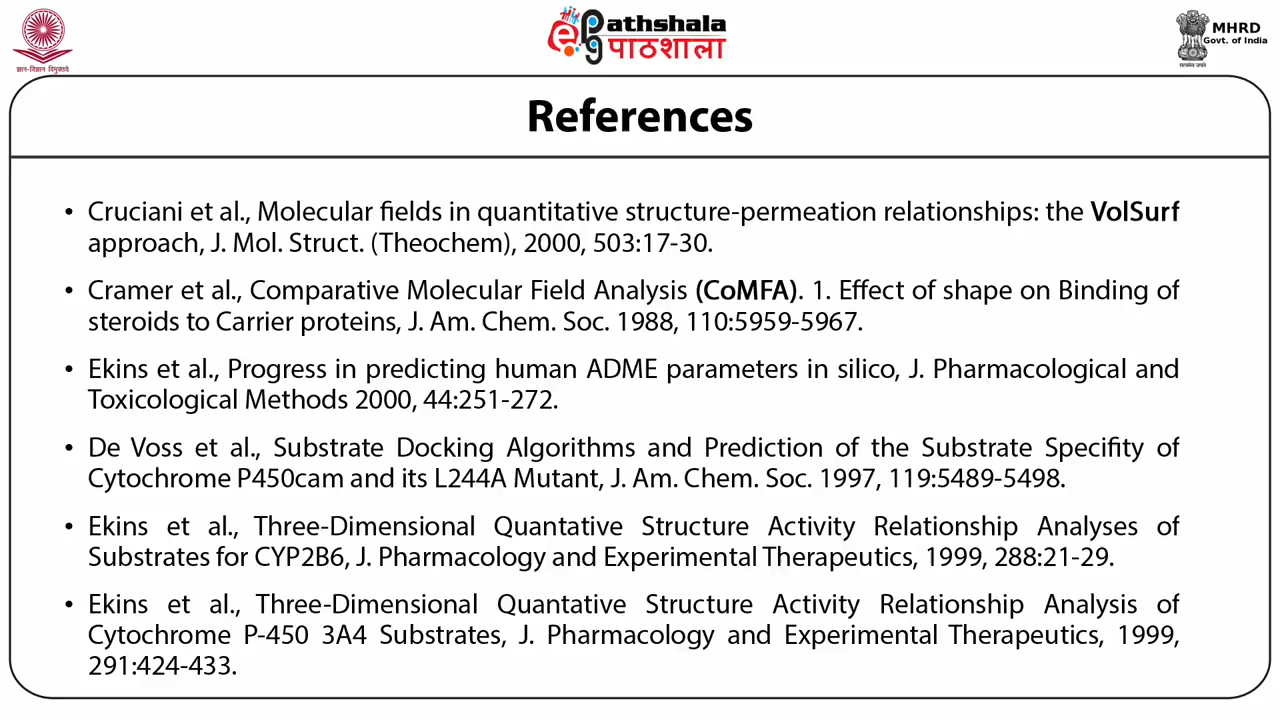 ज्ञान-विज्ञान विमुक्तये
epg Pathshala
पाठशाला
MHRD
Govt. of India
सत्यमेव जयते
References
• Cruciani et al., Molecular fields in quantitative structure-permeation relationships: the VolSurf
approach, J. Mol. Struct. (Theochem), 2000, 503:17-30.
• Cramer et al., Comparative Molecular Field Analysis (CoMFA). 1. Effect of shape on Binding of
steroids to Carrier proteins, J. Am. Chem. Soc. 1988, 110:5959-5967.
• Ekins et al., Progress in predicting human ADME parameters in silico, J. Pharmacological and
Toxicological Methods 2000, 44:251-272.
• De Voss et al., Substrate Docking Algorithms and Prediction of the Substrate Specifity of
Cytochrome P450cam and its L244A Mutant, J. Am. Chem. Soc. 1997, 119:5489-5498.
• Ekins et al., Three-Dimensional Quantative Structure Activity Relationship Analyses of
Substrates for CYP2B6, J. Pharmacology and Experimental Therapeutics, 1999, 288:21-29.
• Ekins et al., Three-Dimensional Quantative Structure Activity Relationship Analysis of
Cytochrome P-450 3A4 Substrates, J. Pharmacology and Experimental Therapeutics, 1999,
291:424-433.